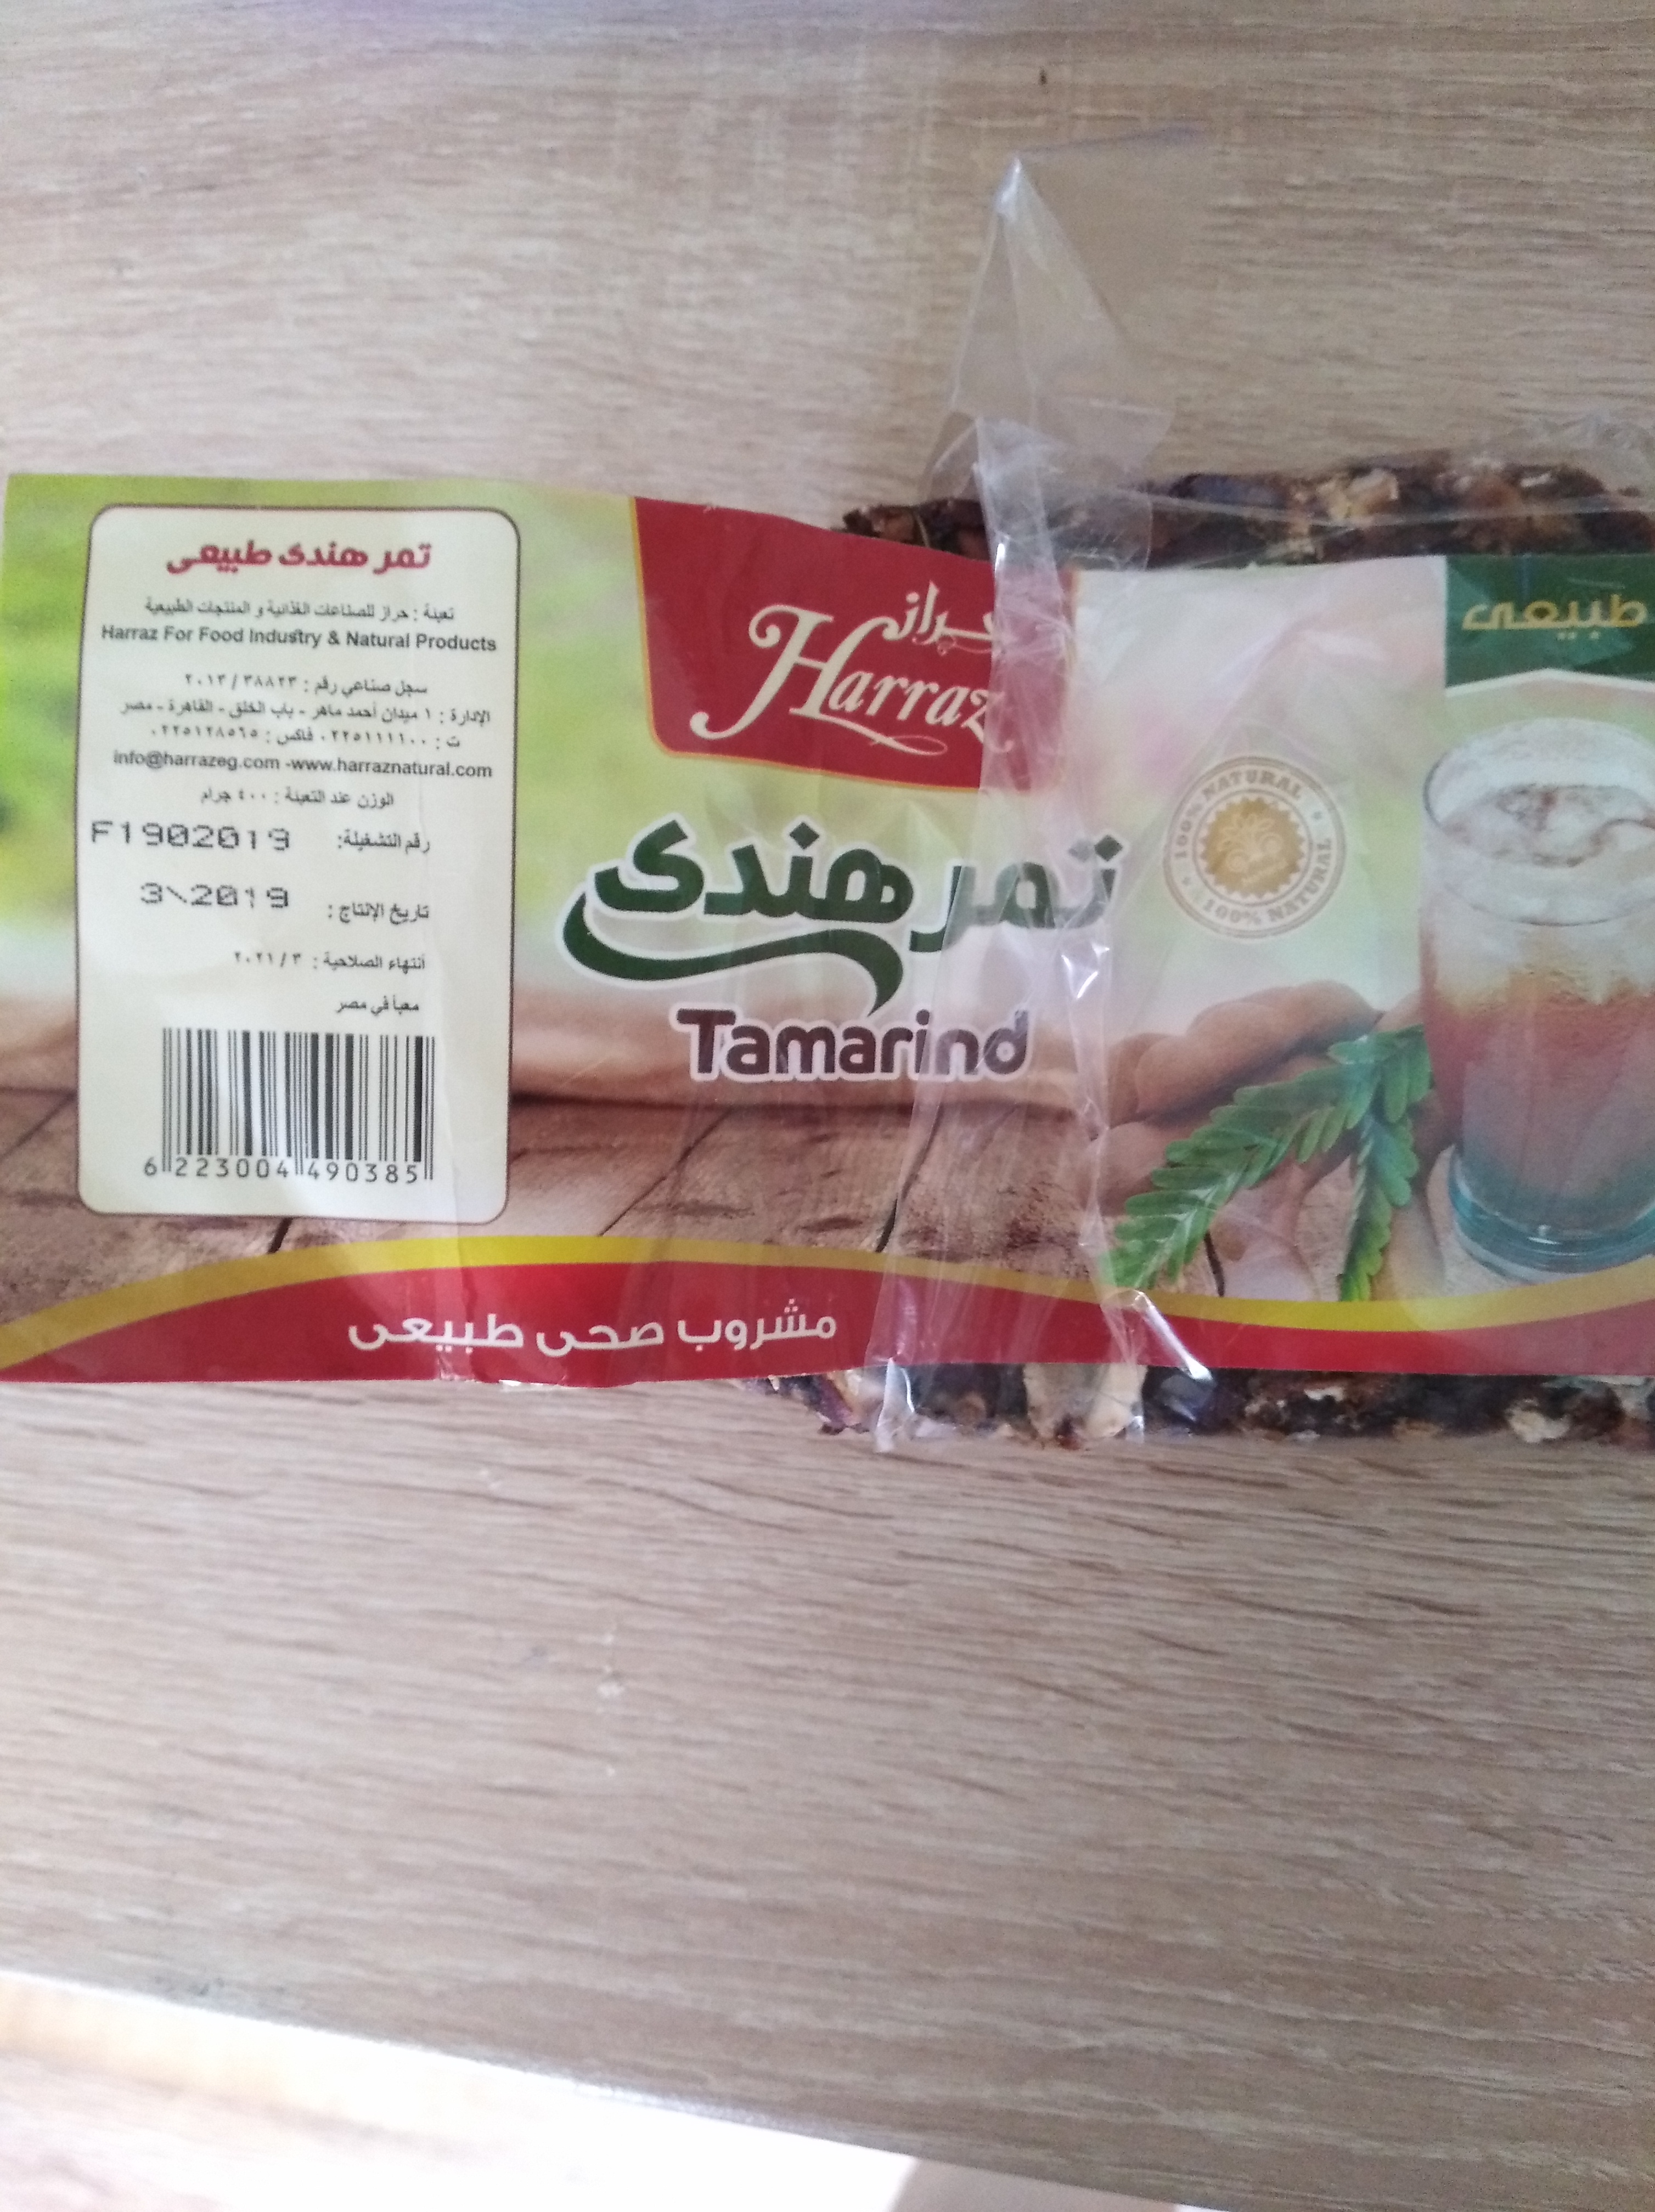 تمر هندى طبيعى
تعبئة : حراز للصناعات الغذائية و المنتجات الطبيعية
Harraz For Food Industry & Natural Products
سجل صناعي رقم : ٣٨٨٢٣ / ٢٠١٣
الإدارة : ١ ميدان أحمد ماهر - باب الخلق - القاهرة - مصر
ت : ٠٢٢٥١١١١٠٠ فاكس : ٠٢٢٥١٢٨٥٦٥
info@harrazeg.com -www.harraznatural.com
الوزن عند التعبئة : ٤٠٠ جرام
رقم التشغيلة: F1902019
تاريخ الإنتاج : 3\2019
أنتهاء الصلاحية : ٣ / ٢٠٢١
معبأ في مصر
6 223004 490385
حراز
Harraz
تمر هندى
Tamarind
100% NATURAL
100% NATURAL
طبيعى
مشروب صحى طبيعى